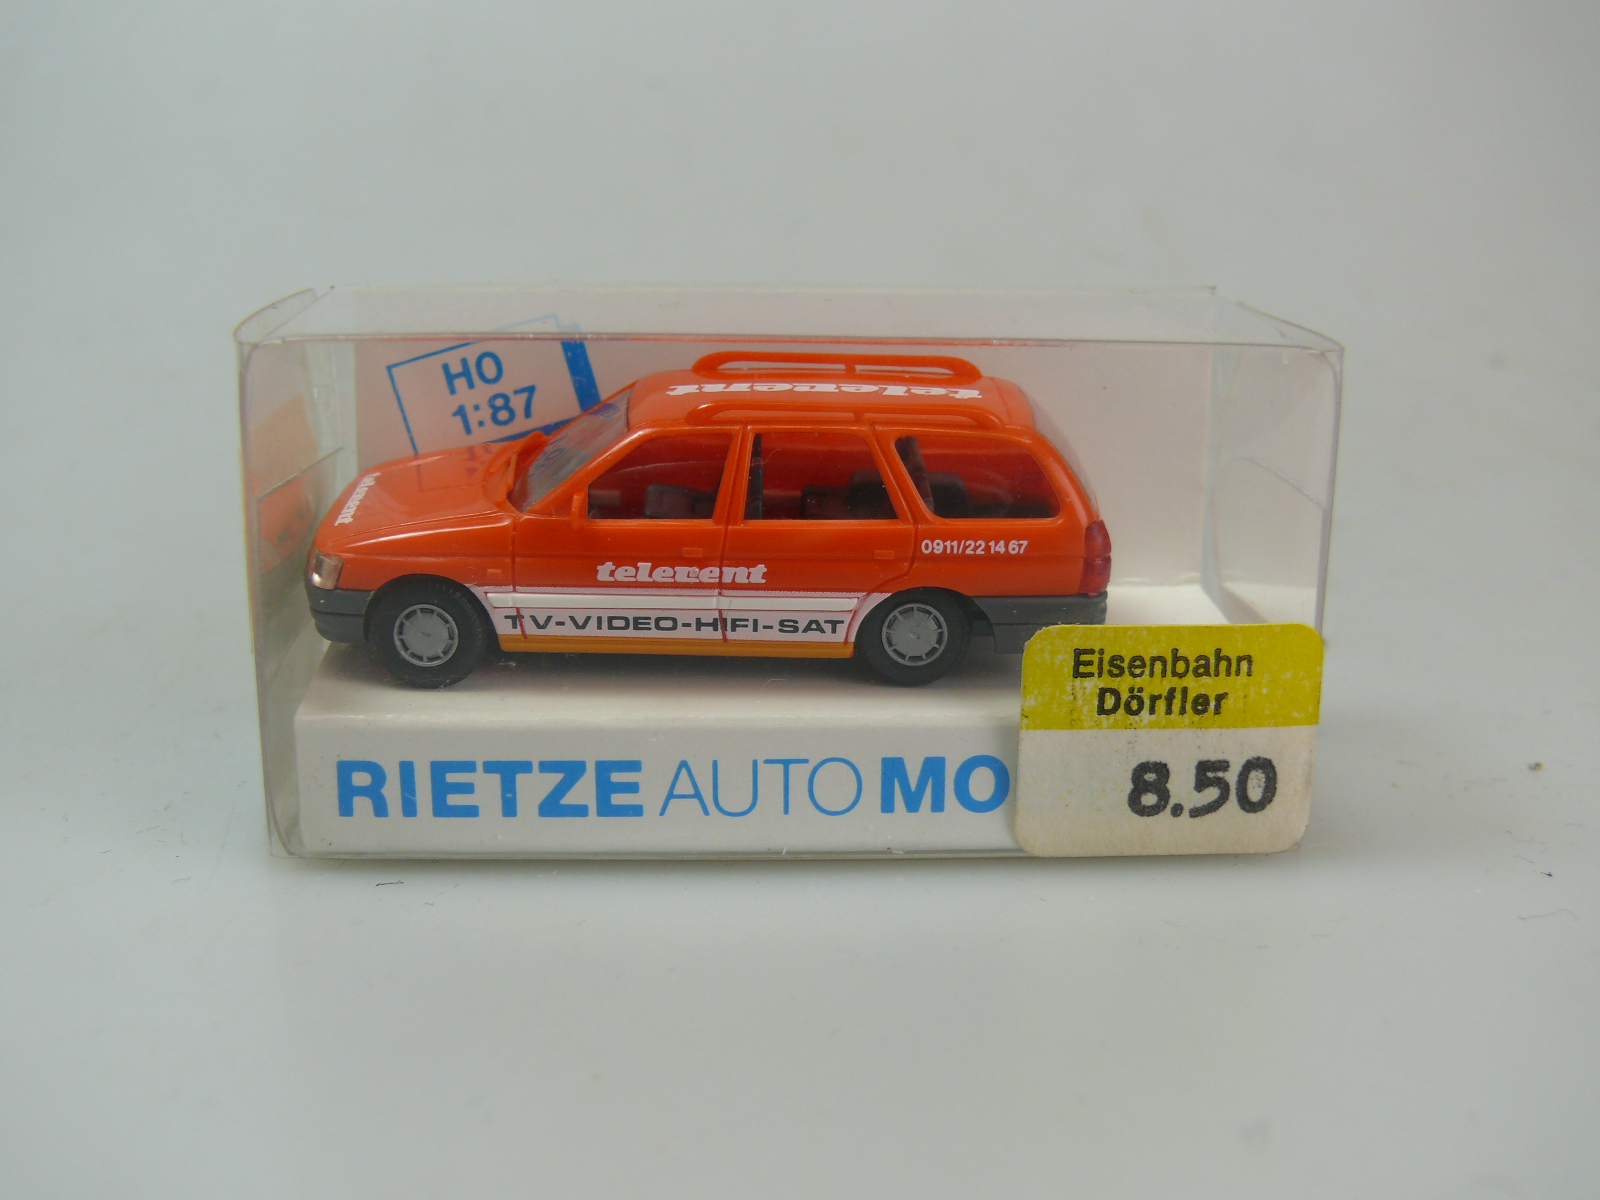 HO
1:87
telerent
telerent
telerent
0911/22 14 67
TV-VIDEO-HIFI-SAT
RIETZE AUTO MO
Eisenbahn
Dörfler
8.50